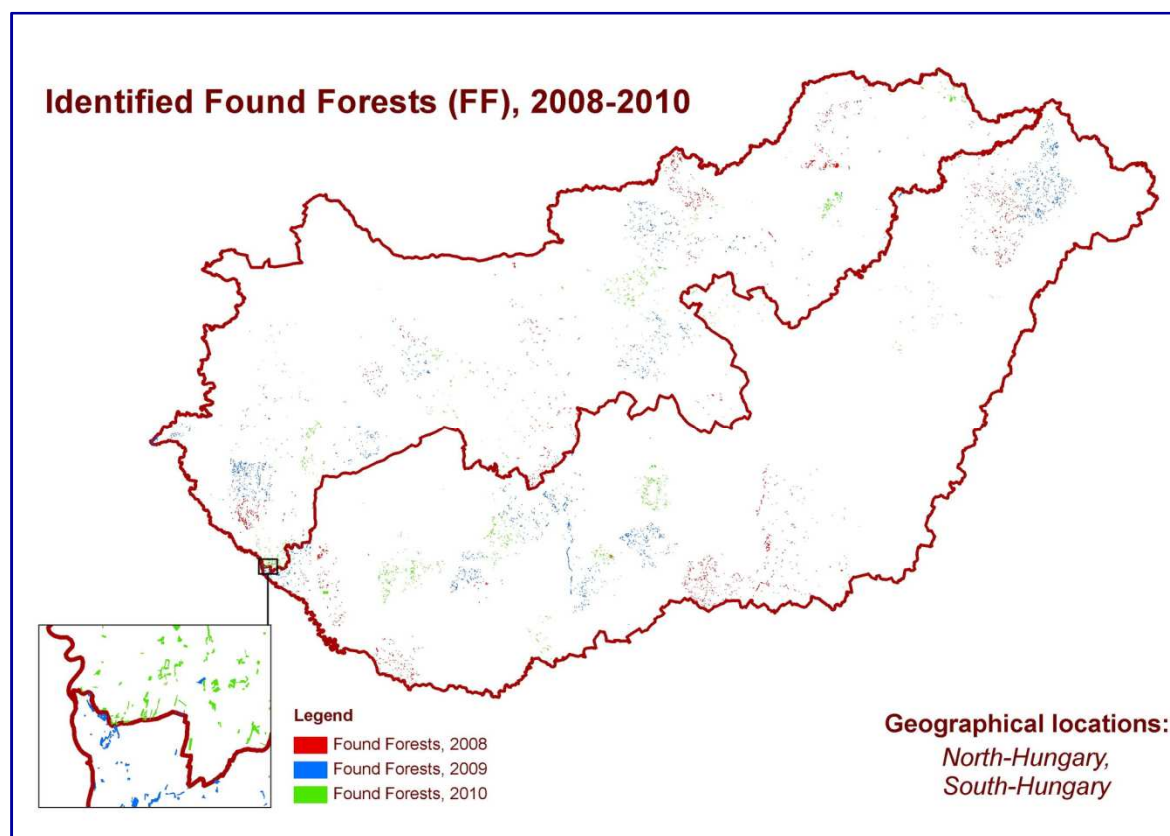 Identified Found Forests (FF), 2008-2010
Legend
Found Forests, 2008
Found Forests, 2009
Found Forests, 2010
Geographical locations:
North-Hungary,
South-Hungary